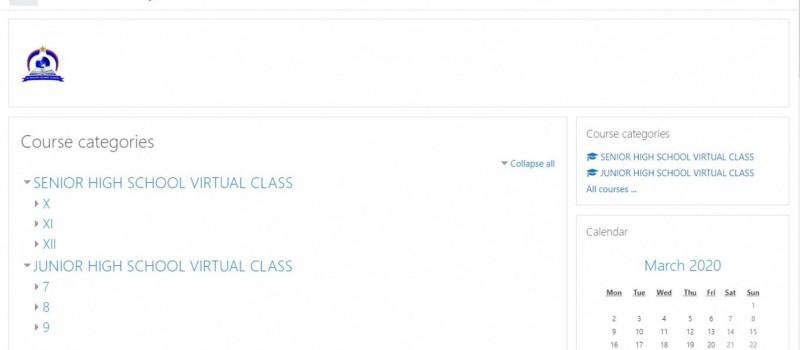 Course categories
Collapse all
SENIOR HIGH SCHOOL VIRTUAL CLASS
X
XI
XII
JUNIOR HIGH SCHOOL VIRTUAL CLASS
7
8
9
Course categories
SENIOR HIGH SCHOOL VIRTUAL CLASS
JUNIOR HIGH SCHOOL VIRTUAL CLASS
All courses ...
Calendar
March 2020
Mon Tue Wed Thu Fri Sat Sun
1
2 3 4 5 6 7 8
9 10 11 12 13 14 15
16 17 18 19 20 21 22